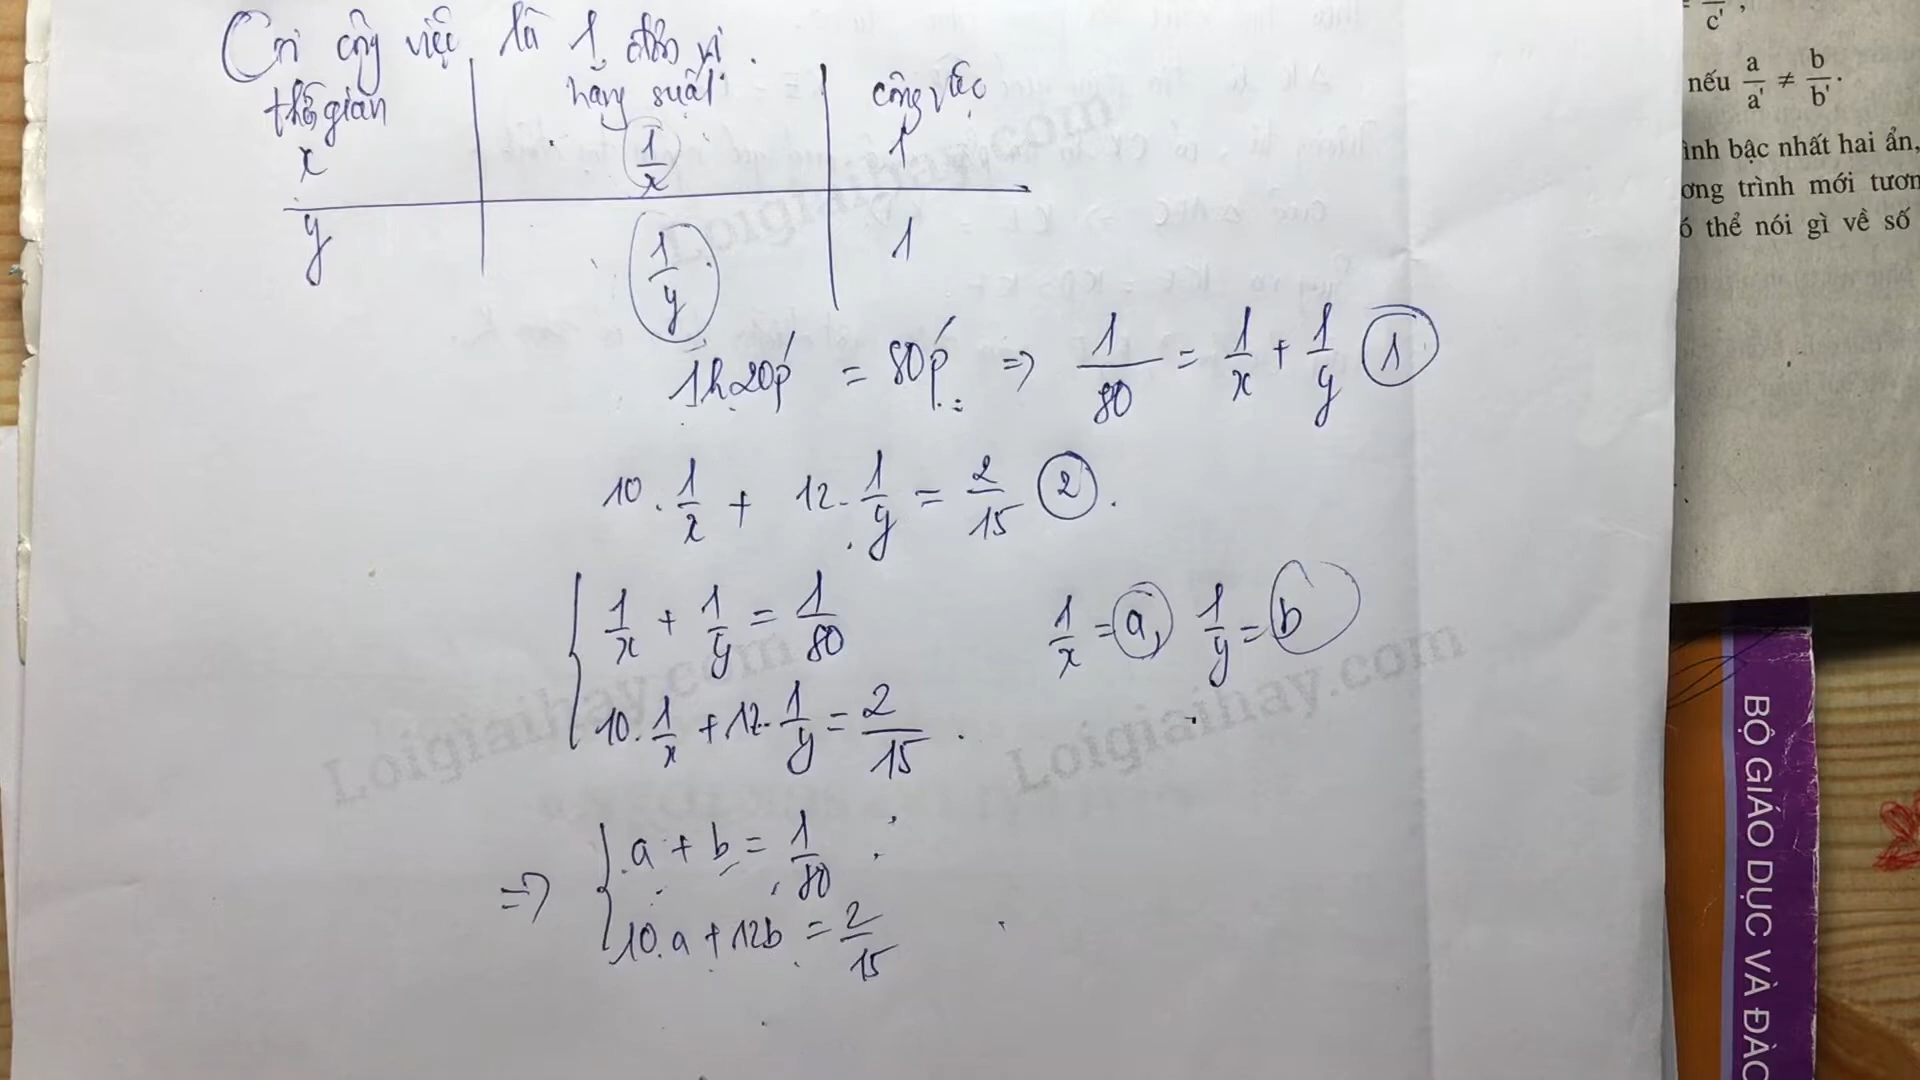 Coi công việc là 1 đơn vị.
thời gian năng suất công việc
x 1/x 1
y 1/y 1
1h20p' = 80p' => 1/80 = 1/x + 1/y (1)
10 . 1/x + 12 . 1/y = 2/15 (2).
{ 1/x + 1/y = 1/80
10 . 1/x + 12 . 1/y = 2/15 .
1/x = a, 1/y = b
=> { a + b = 1/80
10.a + 12b = 2/15
Loigiaihay.com
Loigiaihay.com
Loigiaihay.com
c' ,
nếu a/a' ≠ b/b'.
ình bậc nhất hai ẩn,
ơng trình mới tươn
ó thể nói gì về số
BỘ GIÁO DỤC VÀ ĐÀO